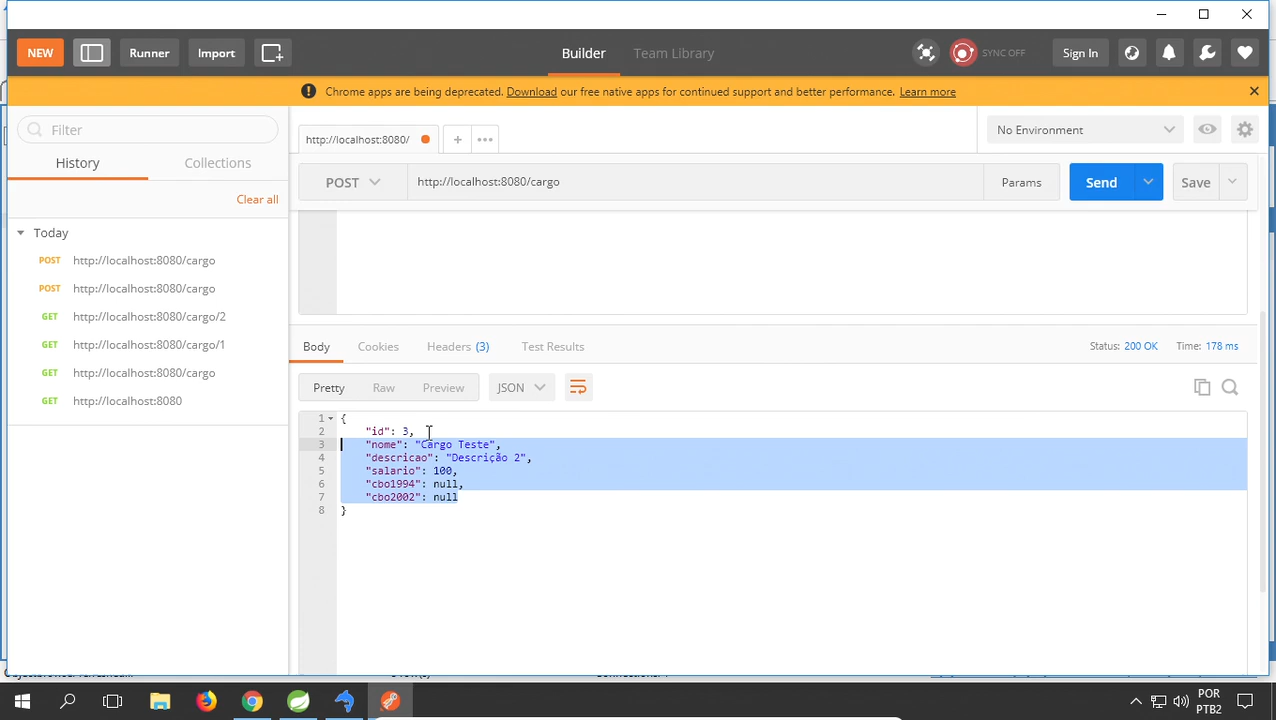 NEW Runner Import Builder Team Library SYNC OFF Sign In
Chrome apps are being deprecated. Download our free native apps for continued support and better performance. Learn more
Filter
History Collections
Clear all
Today
POST http://localhost:8080/cargo
POST http://localhost:8080/cargo
GET http://localhost:8080/cargo/2
GET http://localhost:8080/cargo/1
GET http://localhost:8080/cargo
GET http://localhost:8080
http://localhost:8080/ + •••
No Environment
POST http://localhost:8080/cargo Params Send Save
Body Cookies Headers (3) Test Results Status: 200 OK Time: 178 ms
Pretty Raw Preview JSON
1 {
2 "id": 3,
3 "nome": "Cargo Teste",
4 "descricao": "Descrição 2",
5 "salario": 100,
6 "cbo1994": null,
7 "cbo2002": null
8 }
POR
PTB2